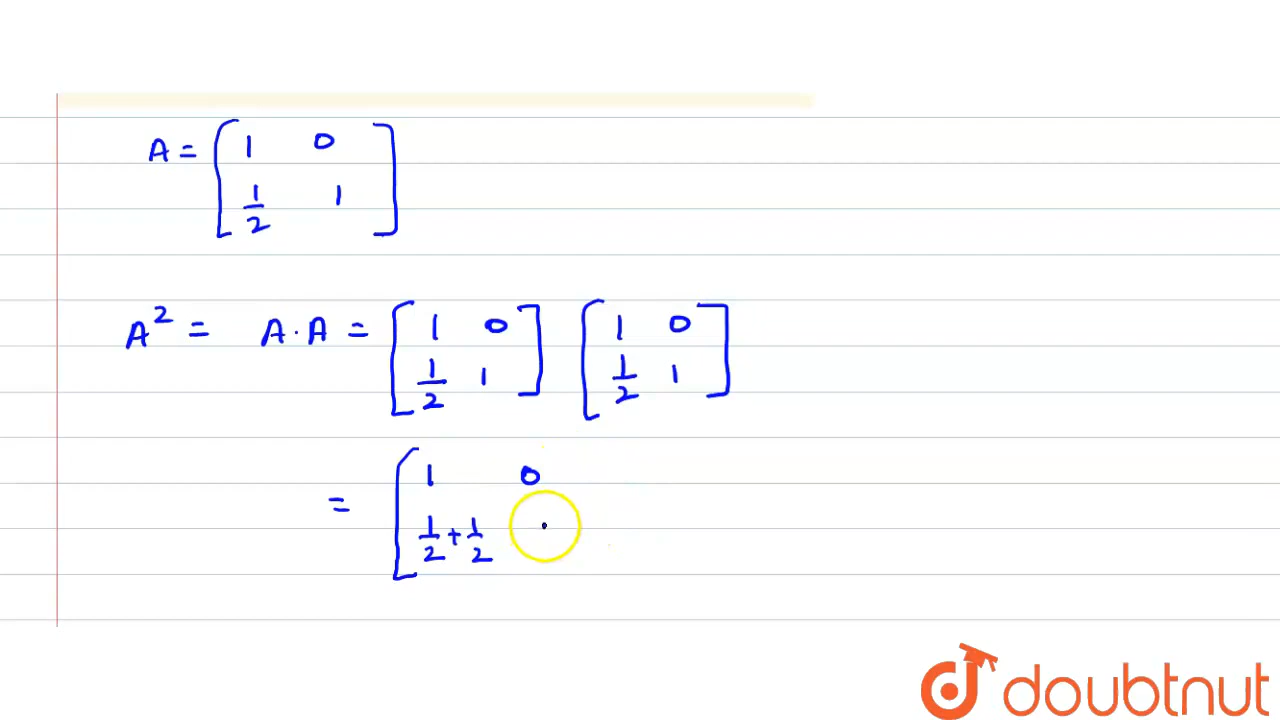 A = [1 0
1/2 1]
A² = A·A = [1 0 [1 0
1/2 1] 1/2 1]
= [1 0
1/2 + 1/2
doubtnut